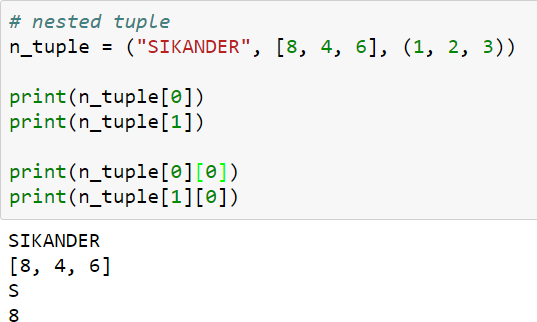 # nested tuple
n_tuple = ("SIKANDER", [8, 4, 6], (1, 2, 3))
print(n_tuple[0])
print(n_tuple[1])
print(n_tuple[0][0])
print(n_tuple[1][0])
SIKANDER
[8, 4, 6]
S
8